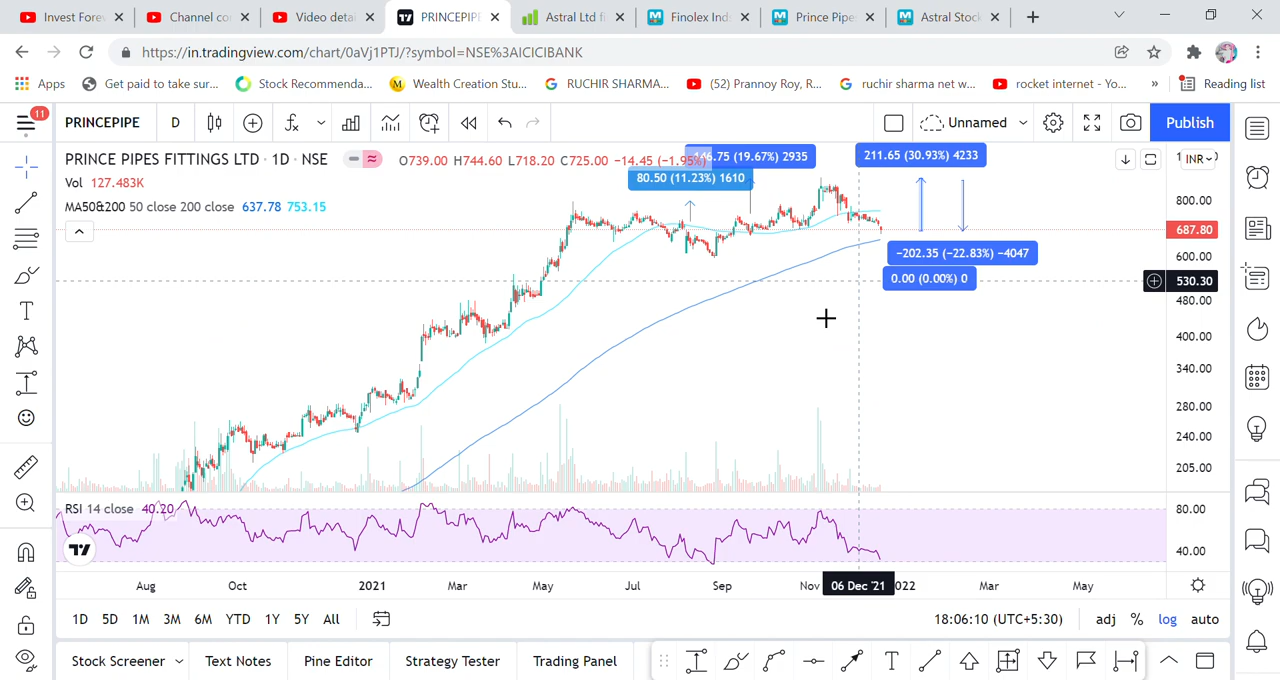 Invest Fore
Channel co
Video detai
PRINCEPIPE
Astral Ltd fi
Finolex Ind
Prince Pipe
Astral Stock
https://in.tradingview.com/chart/0aVj1PTJ/?symbol=NSE%3AICICIBANK
Apps
Get paid to take sur...
Stock Recommenda...
M Wealth Creation Stu...
RUCHIR SHARMA...
(52) Prannoy Roy, R...
ruchir sharma net w...
rocket internet - Yo...
»
Reading list
11
PRINCEPIPE
D
Unnamed
Publish
PRINCE PIPES FITTINGS LTD · 1D · NSE
O739.00 H744.60 L718.20 C725.00 −14.45 (−1.95%)
.75 (19.67%) 2935
211.65 (30.93%) 4233
INR
Vol 127.483K
80.50 (11.23%) 1610
MA50&200 50 close 200 close 637.78 753.15
800.00
687.80
−202.35 (−22.83%) −4047
600.00
0.00 (0.00%) 0
530.30
480.00
400.00
340.00
280.00
240.00
205.00
RSI 14 close 40.20
80.00
40.00
Aug Oct 2021 Mar May Jul Sep Nov 06 Dec '21 022 Mar May
1D 5D 1M 3M 6M YTD 1Y 5Y All
18:06:10 (UTC+5:30)
adj % log auto
Stock Screener
Text Notes
Pine Editor
Strategy Tester
Trading Panel